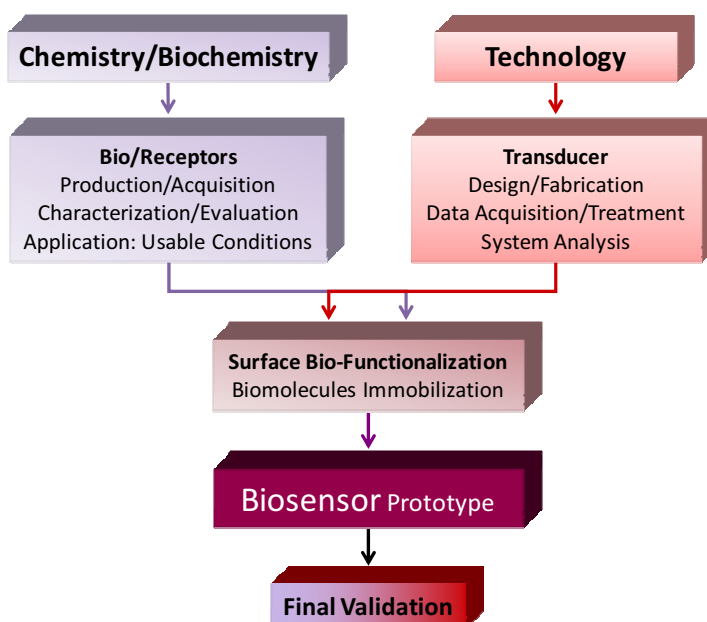 Chemistry/Biochemistry
Technology
Bio/Receptors
Production/Acquisition
Characterization/Evaluation
Application: Usable Conditions
Transducer
Design/Fabrication
Data Acquisition/Treatment
System Analysis
Surface Bio-Functionalization
Biomolecules Immobilization
Biosensor Prototype
Final Validation